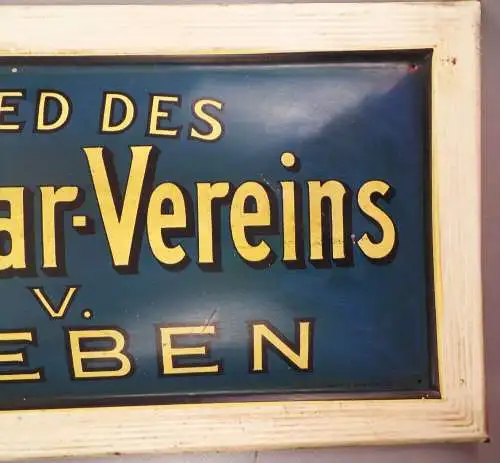 ED DES
ar-Vereins
v.
EBEN